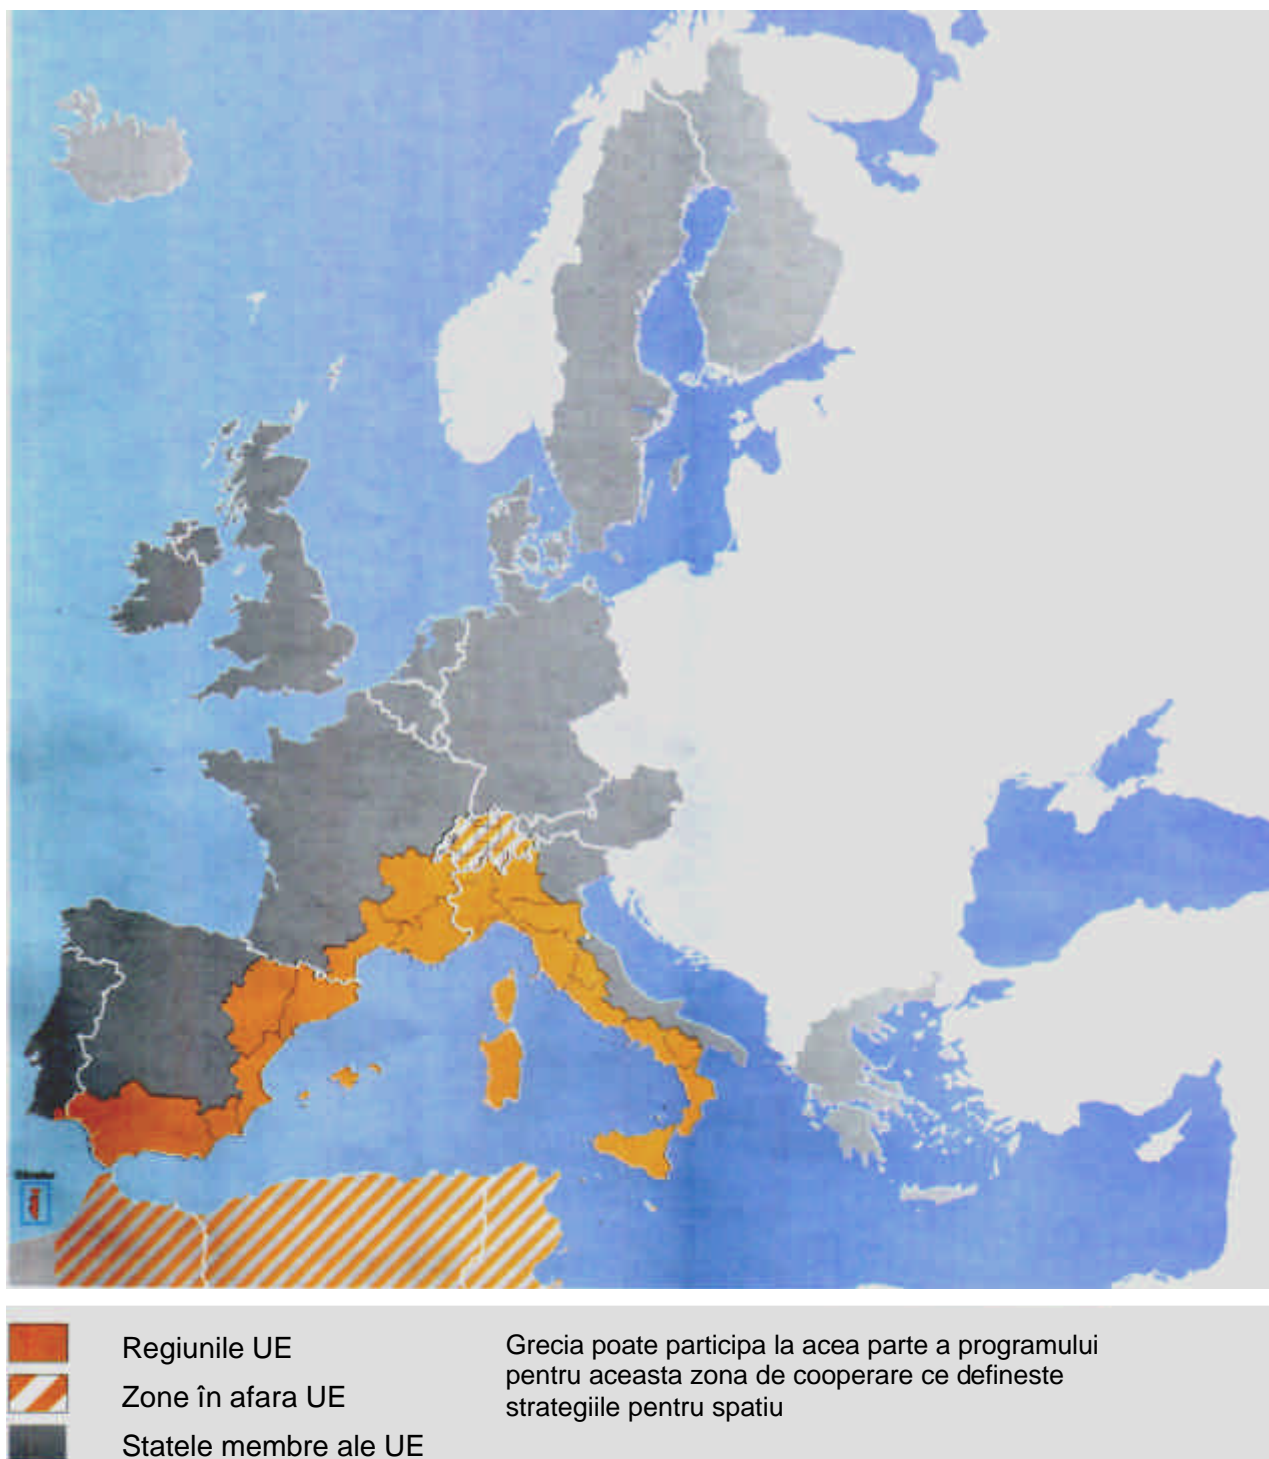 Regiunile UE
Zone în afara UE
Statele membre ale UE
Grecia poate participa la acea parte a programului
pentru aceasta zona de cooperare ce defineste
strategiile pentru spatiu